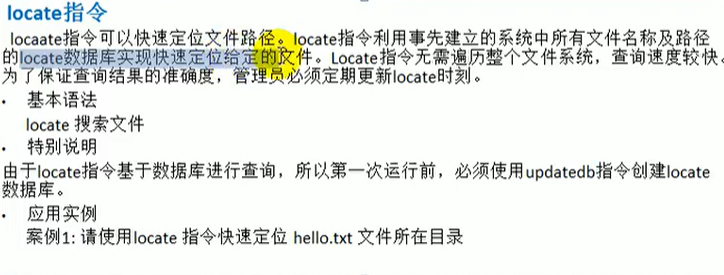 locate指令
locaate指令可以快速定位文件路径。locate指令利用事先建立的系统中所有文件名称及路径
的locate数据库实现快速定位给定的文件。Locate指令无需遍历整个文件系统，查询速度较快。
为了保证查询结果的准确度，管理员必须定期更新locate时刻。
• 基本语法
locate 搜索文件
• 特别说明
由于locate指令基于数据库进行查询，所以第一次运行前，必须使用updatedb指令创建locate
数据库。
• 应用实例
案例1: 请使用locate 指令快速定位 hello.txt 文件所在目录